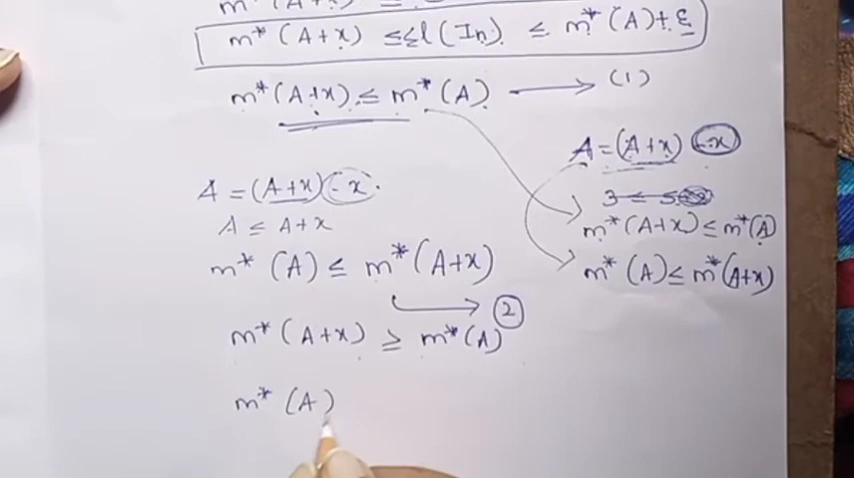 m* (A+x) ≤
m* (A+x) ≤ Σl(In) ≤ m* (A)+ε
m* (A+x) ≤ m* (A) → (1)
A = (A+x) -x
3 ≤ 5
A = (A+x) -x.
A ≤ A+x
m* (A+x) ≤ m* (A)
m* (A) ≤ m* (A+x)
m* (A) ≤ m* (A+x)
→ 2
m* (A+x) ≥ m* (A)
m* (A)